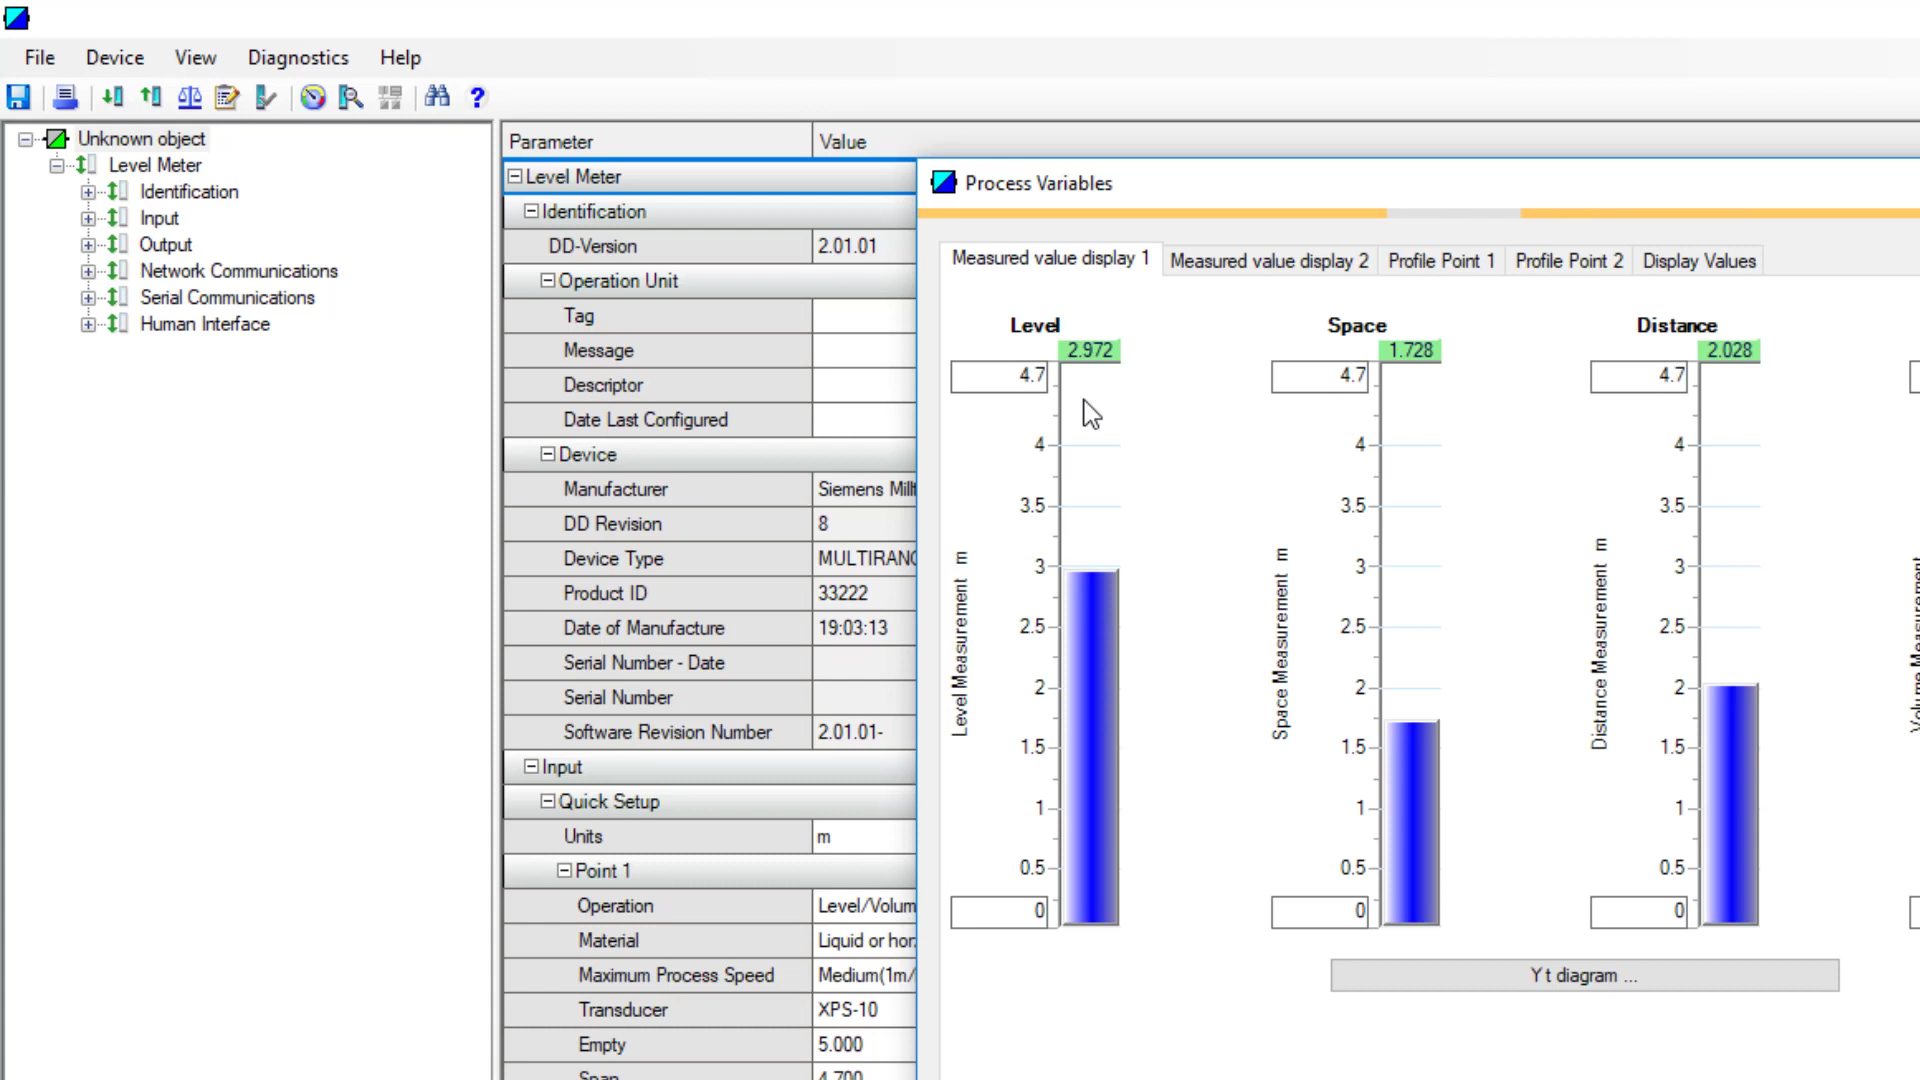 File Device View Diagnostics Help
?
Unknown object
Level Meter
Identification
Input
Output
Network Communications
Serial Communications
Human Interface
Parameter Value
Level Meter
Identification
DD-Version 2.01.01
Operation Unit
Tag
Message
Descriptor
Date Last Configured
Device
Manufacturer Siemens Millt
DD Revision 8
Device Type MULTIRANG
Product ID 33222
Date of Manufacture 19:03:13
Serial Number - Date
Serial Number
Software Revision Number 2.01.01-
Input
Quick Setup
Units m
Point 1
Operation Level/Volum
Material Liquid or hor
Maximum Process Speed Medium(1m/
Transducer XPS-10
Empty 5.000
Span 4.700
Process Variables
Measured value display 1 Measured value display 2 Profile Point 1 Profile Point 2 Display Values
Level
2.972
4.7
4
3.5
3
2.5
2
1.5
1
0.5
0
Level Measurement m
Space
1.728
4.7
4
3.5
3
2.5
2
1.5
1
0.5
0
Space Measurement m
Distance
2.028
4.7
4
3.5
3
2.5
2
1.5
1
0.5
0
Distance Measurement m
Volume Measurement
Y t diagram ...